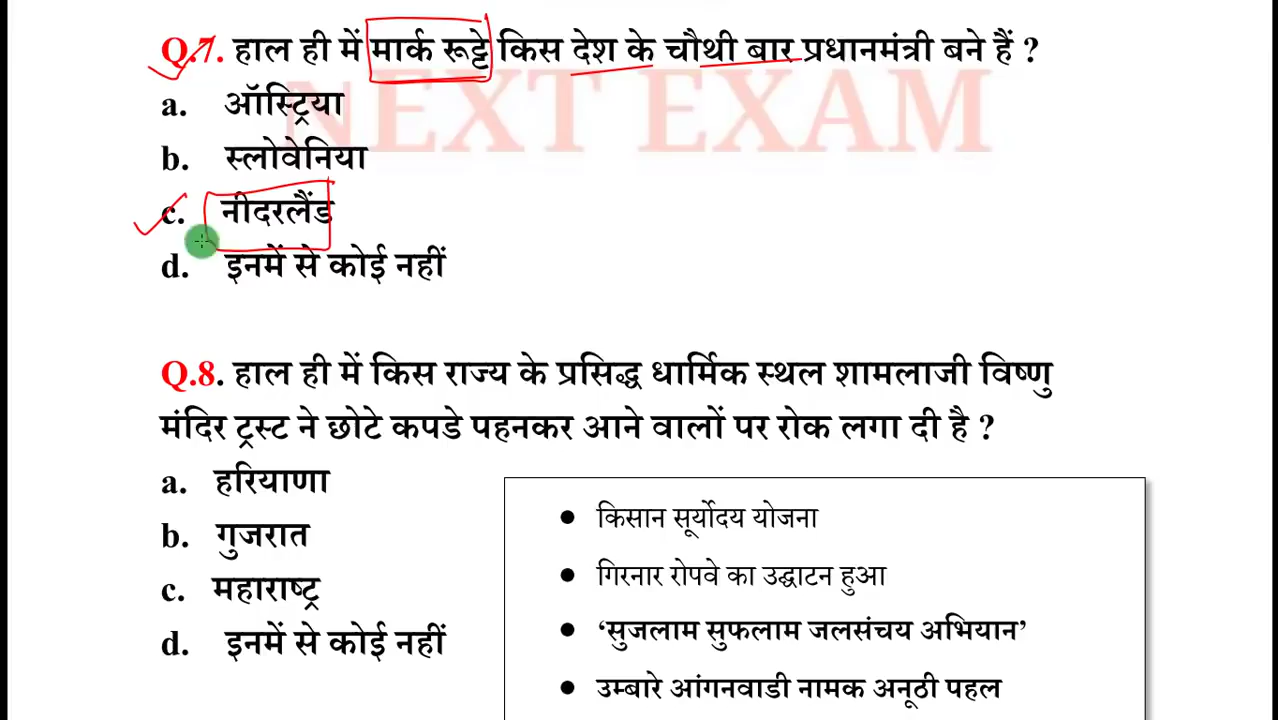 Q.7. हाल ही में मार्क रूट्टे किस देश के चौथी बार प्रधानमंत्री बने हैं ?
NEXT EXAM
a. ऑस्ट्रिया
b. स्लोवेनिया
c. नीदरलैंड
d. इनमें से कोई नहीं
Q.8. हाल ही में किस राज्य के प्रसिद्ध धार्मिक स्थल शामलाजी विष्णु
मंदिर ट्रस्ट ने छोटे कपडे पहनकर आने वालों पर रोक लगा दी है ?
a. हरियाणा
b. गुजरात
c. महाराष्ट्र
d. इनमें से कोई नहीं
• किसान सूर्योदय योजना
• गिरनार रोपवे का उद्घाटन हुआ
• ‘सुजलाम सुफलाम जलसंचय अभियान’
• उम्बारे आंगनवाडी नामक अनूठी पहल